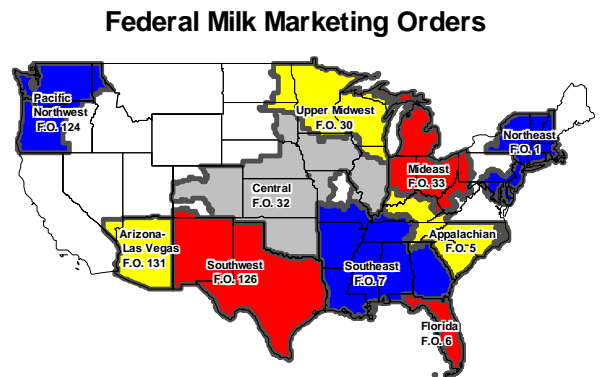 Federal Milk Marketing Orders
Pacific
Northwest
F.O. 124
Upper Midwest
F.O. 30
Northeast
F.O. 1
Mideast
F.O. 33
Central
F.O. 32
Appalachian
F.O. 5
Arizona-
Las Vegas
F.O. 131
Southwest
F.O. 126
Southeast
F.O. 7
Florida
F.O. 6